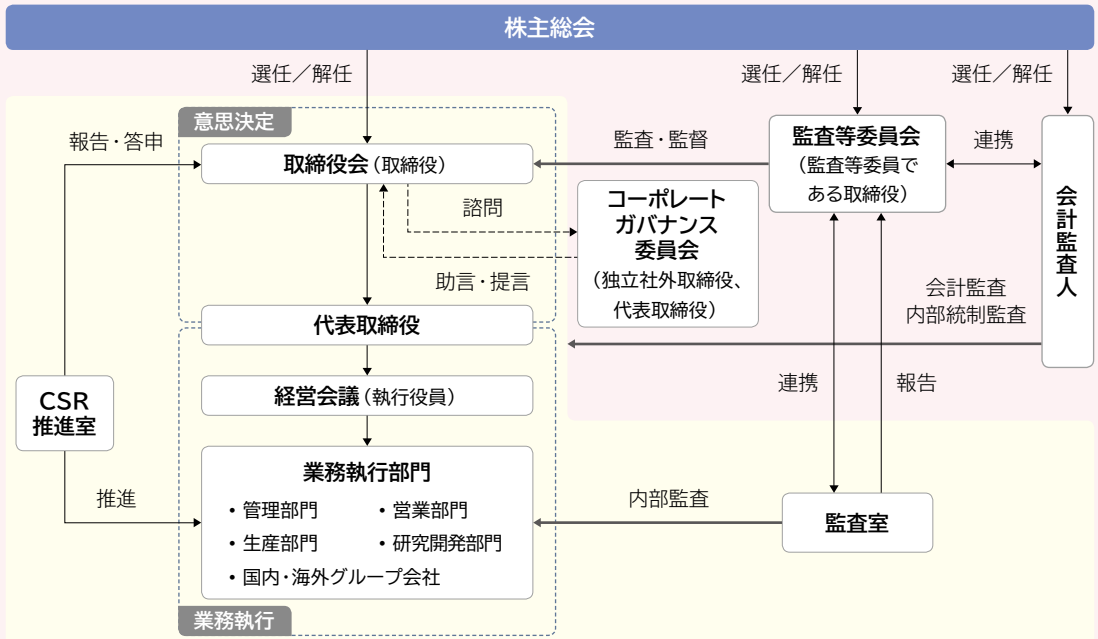 株主総会
選任／解任
選任／解任
選任／解任
意思決定
報告・答申
取締役会（取締役）
監査・監督
監査等委員会
（監査等委員で
ある取締役）
連携
会計監査人
諮問
助言・提言
コーポレート
ガバナンス
委員会
（独立社外取締役、
代表取締役）
会計監査
内部統制監査
代表取締役
経営会議（執行役員）
連携
報告
CSR
推進室
推進
業務執行部門
・管理部門
・営業部門
・生産部門
・研究開発部門
・国内・海外グループ会社
内部監査
監査室
業務執行